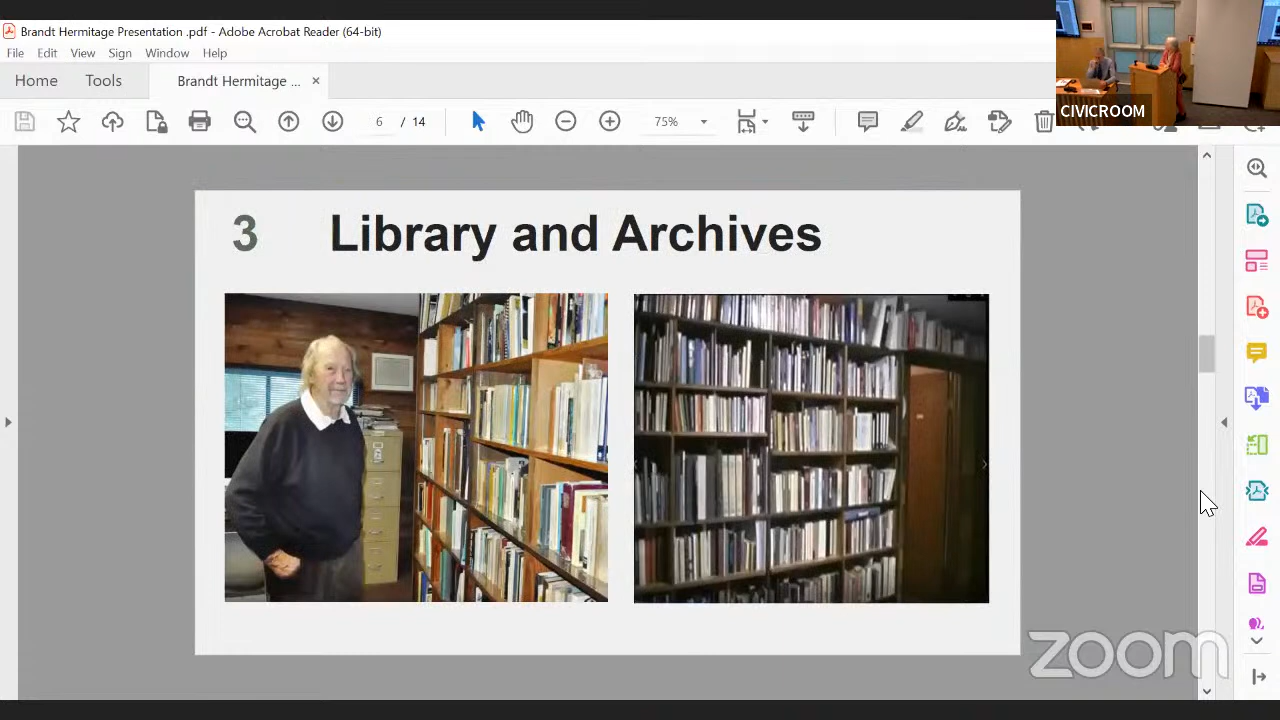 Brandt Hermitage Presentation .pdf - Adobe Acrobat Reader (64-bit)
File Edit View Sign Window Help
Home Tools Brandt Hermitage ... ×
6 / 14 75%
CIVICROOM
3 Library and Archives
zoom